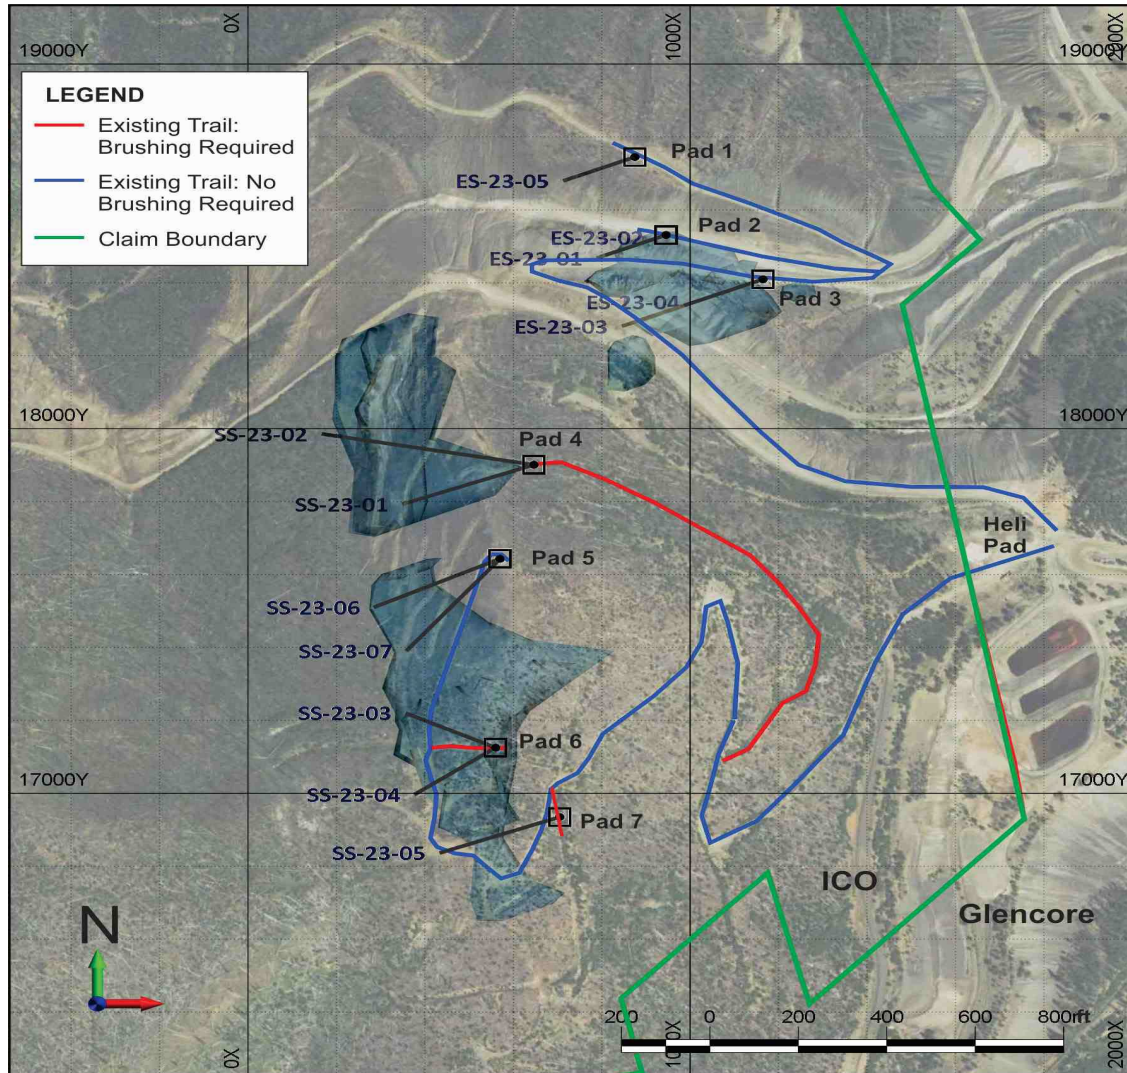 0X
1000X
2000X
19000Y
19000Y
LEGEND
Existing Trail:
Brushing Required
Existing Trail: No
Brushing Required
Claim Boundary
Pad 1
ES-23-05
Pad 2
ES-23-02
ES-23-01
ES-23-04
Pad 3
ES-23-03
18000Y
18000Y
SS-23-02
Pad 4
SS-23-01
Heli
Pad
Pad 5
SS-23-06
SS-23-07
SS-23-03
Pad 6
17000Y
17000Y
SS-23-04
Pad 7
SS-23-05
ICO
Glencore
N
200 0 200 400 600 800rft
0X
1000X
2000X